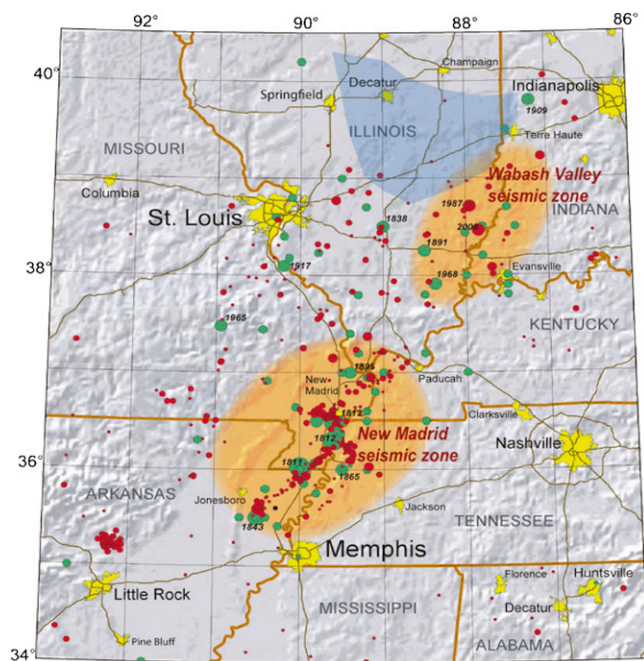 92°
90°
88°
86°
40°
Champaign
Decatur
Indianapolis
Springfield
1909
ILLINOIS
Terre Haute
MISSOURI
Wabash Valley
seismic zone
Columbia
1987
INDIANA
St. Louis
1838
2008
1891
38°
1917
Evansville
1968
1965
KENTUCKY
1895
New
Madrid
Paducah
1812
Clarksville
1812
New Madrid
seismic zone
Nashville
36°
1811
1865
ARKANSAS
Jonesboro
Jackson
1843
TENNESSEE
Memphis
Florence
Huntsville
Little Rock
MISSISSIPPI
Decatur
Pine Bluff
ALABAMA
34°